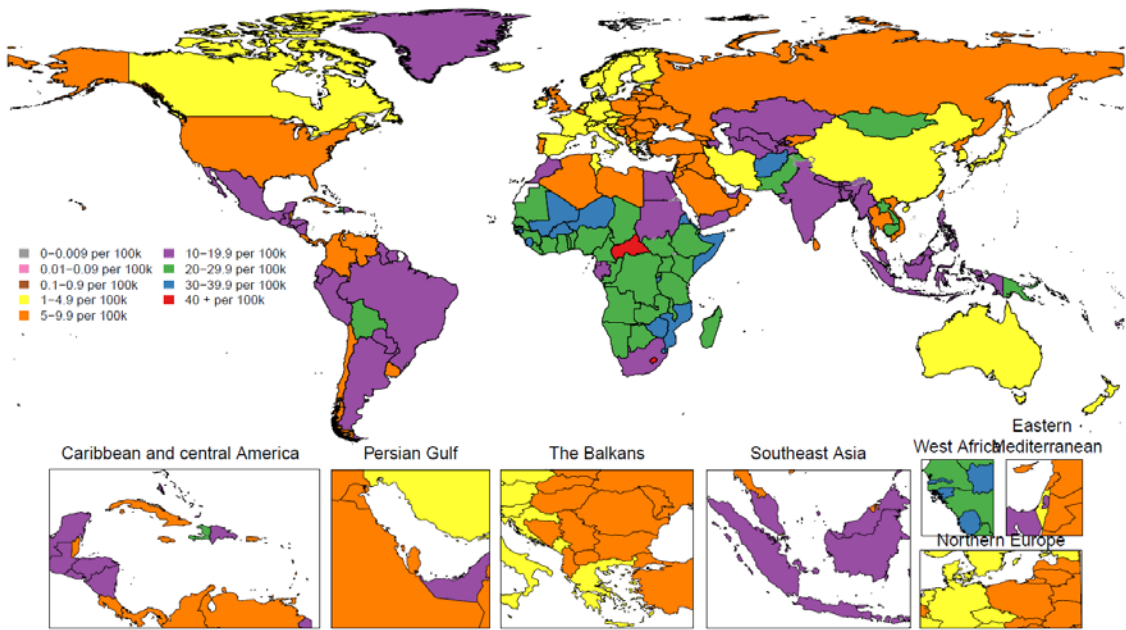 0−0.009 per 100k
0.01−0.09 per 100k
0.1−0.9 per 100k
1−4.9 per 100k
5−9.9 per 100k
10−19.9 per 100k
20−29.9 per 100k
30−39.9 per 100k
40 + per 100k
Caribbean and central America
Persian Gulf
The Balkans
Southeast Asia
West Africa
Eastern
Mediterranean
Northern Europe